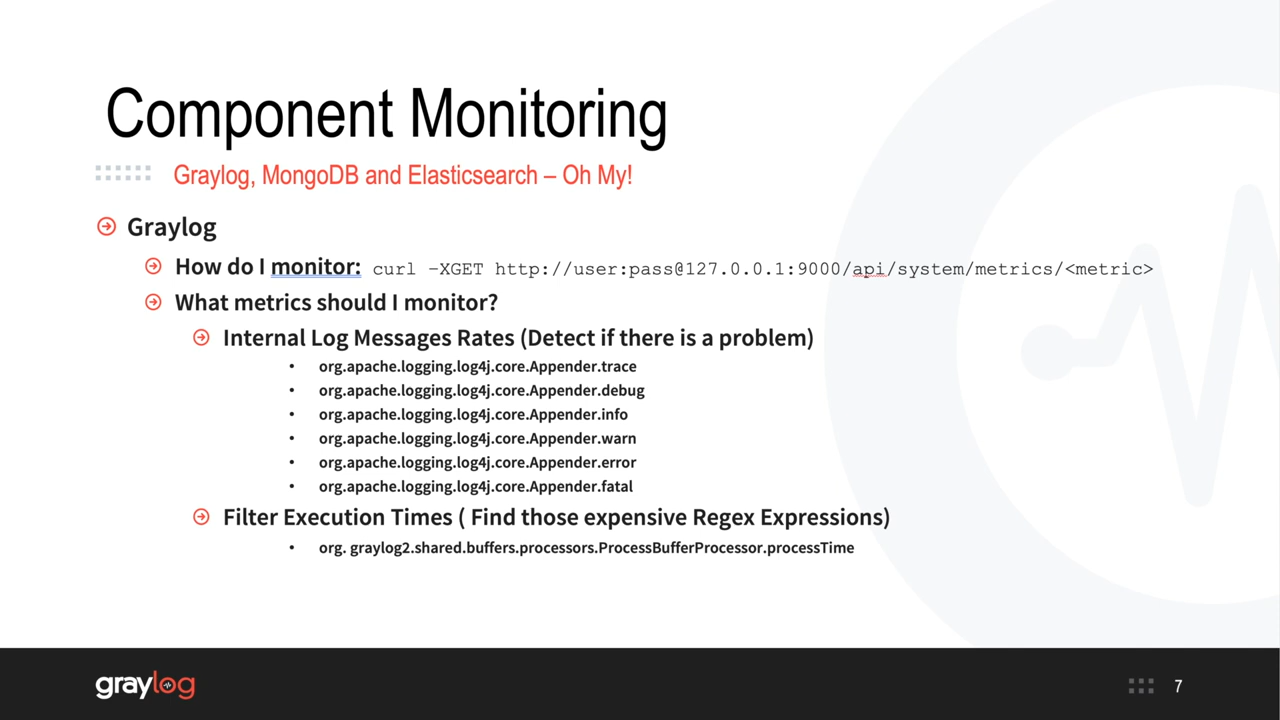 Component Monitoring
Graylog, MongoDB and Elasticsearch – Oh My!
Graylog
How do I monitor: curl –XGET http://user:pass@127.0.0.1:9000/api/system/metrics/<metric>
What metrics should I monitor?
Internal Log Messages Rates (Detect if there is a problem)
• org.apache.logging.log4j.core.Appender.trace
• org.apache.logging.log4j.core.Appender.debug
• org.apache.logging.log4j.core.Appender.info
• org.apache.logging.log4j.core.Appender.warn
• org.apache.logging.log4j.core.Appender.error
• org.apache.logging.log4j.core.Appender.fatal
Filter Execution Times ( Find those expensive Regex Expressions)
• org. graylog2.shared.buffers.processors.ProcessBufferProcessor.processTime
graylog
7